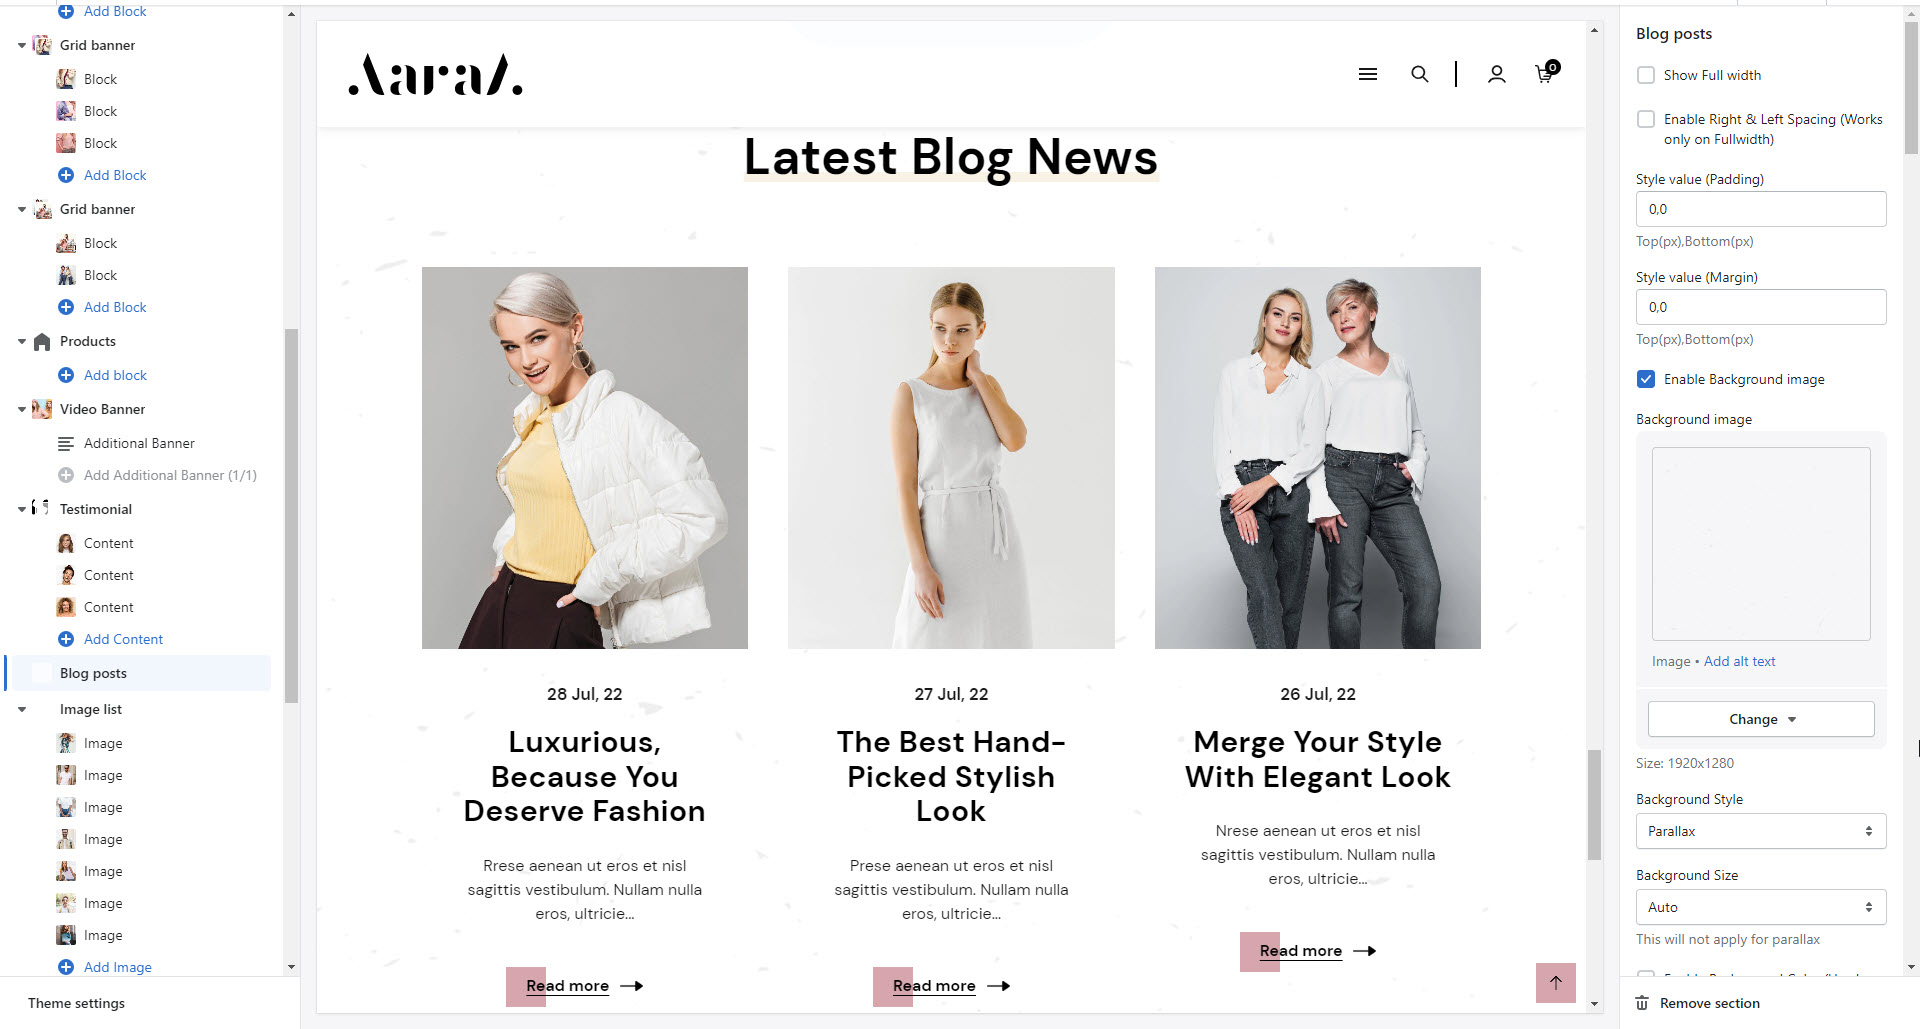 Add Block
Grid banner
Block
Block
Block
Add Block
Grid banner
Block
Block
Add Block
Products
Add block
Video Banner
Additional Banner
Add Additional Banner (1/1)
Testimonial
Content
Content
Content
Add Content
Blog posts
Image list
Image
Image
Image
Image
Image
Image
Image
Add Image
Theme settings
Aaraa.
0
Latest Blog News
28 Jul, 22
Luxurious,
Because You
Deserve Fashion
Rrese aenean ut eros et nisl
sagittis vestibulum. Nullam nulla
eros, ultricie...
Read more
27 Jul, 22
The Best Hand-
Picked Stylish
Look
Prese aenean ut eros et nisl
sagittis vestibulum. Nullam nulla
eros, ultricie...
Read more
26 Jul, 22
Merge Your Style
With Elegant Look
Nrese aenean ut eros et nisl
sagittis vestibulum. Nullam nulla
eros, ultricie...
Read more
Blog posts
Show Full width
Enable Right & Left Spacing (Works
only on Fullwidth)
Style value (Padding)
0,0
Top(px),Bottom(px)
Style value (Margin)
0,0
Top(px),Bottom(px)
Enable Background image
Background image
Image • Add alt text
Change
Size: 1920x1280
Background Style
Parallax
Background Size
Auto
This will not apply for parallax
Remove section